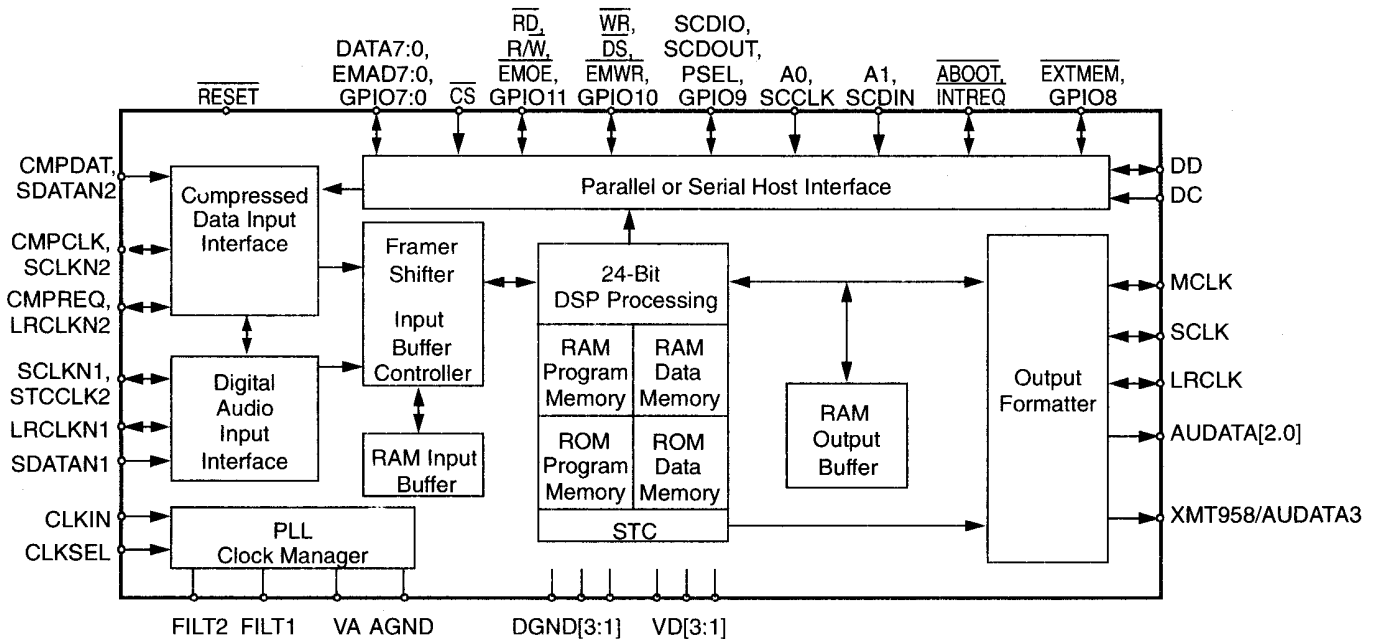 RESET
DATA7:0,
EMAD7:0,
GPIO7:0
CS
RD,
R/W,
EMOE,
GPIO11
WR,
DS,
EMWR,
GPIO10
SCDIO,
SCDOUT,
PSEL,
GPIO9
A0,
SCCLK
A1,
SCDIN
ABOOT,
INTREQ
EXTMEM,
GPIO8
CMPDAT,
SDATAN2
CMPCLK,
SCLKN2
CMPREQ,
LRCLKN2
SCLKN1,
STCCLK2
LRCLKN1
SDATAN1
CLKIN
CLKSEL
Compressed
Data Input
Interface
Digital
Audio
Input
Interface
PLL
Clock Manager
Parallel or Serial Host Interface
Framer
Shifter
Input
Buffer
Controller
RAM Input
Buffer
24-Bit
DSP Processing
RAM
Program
Memory
RAM
Data
Memory
ROM
Program
Memory
ROM
Data
Memory
STC
RAM
Output
Buffer
Output
Formatter
DD
DC
MCLK
SCLK
LRCLK
AUDATA[2.0]
XMT958/AUDATA3
FILT2 FILT1 VA AGND DGND[3:1] VD[3:1]